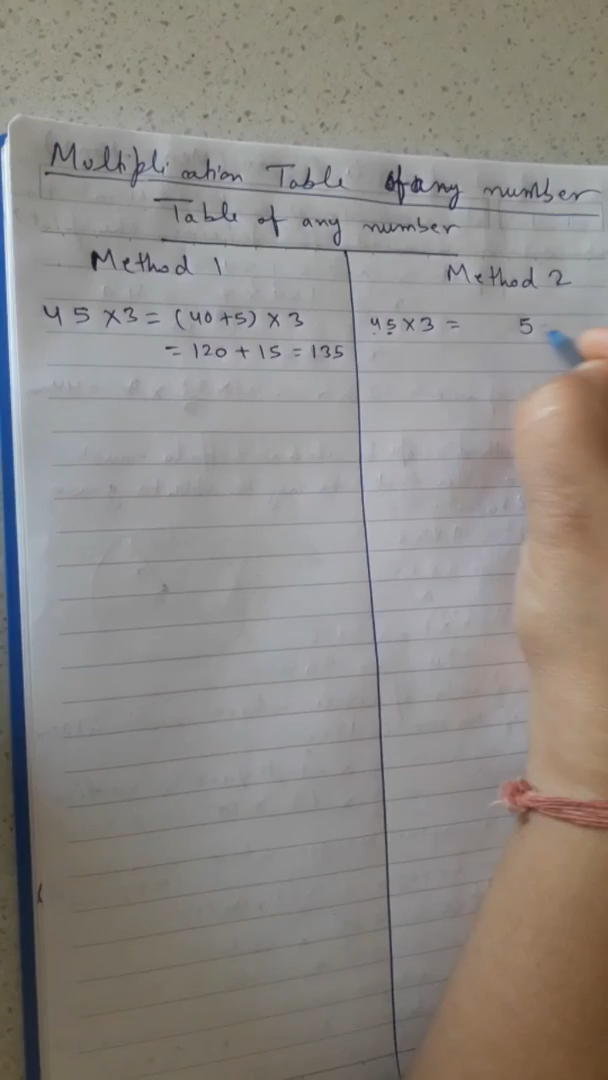 Multiplication Table of any number
Table of any number
Method 1
45 × 3 = (40+5) × 3
= 120 + 15 = 135
Method 2
45 × 3 = 5